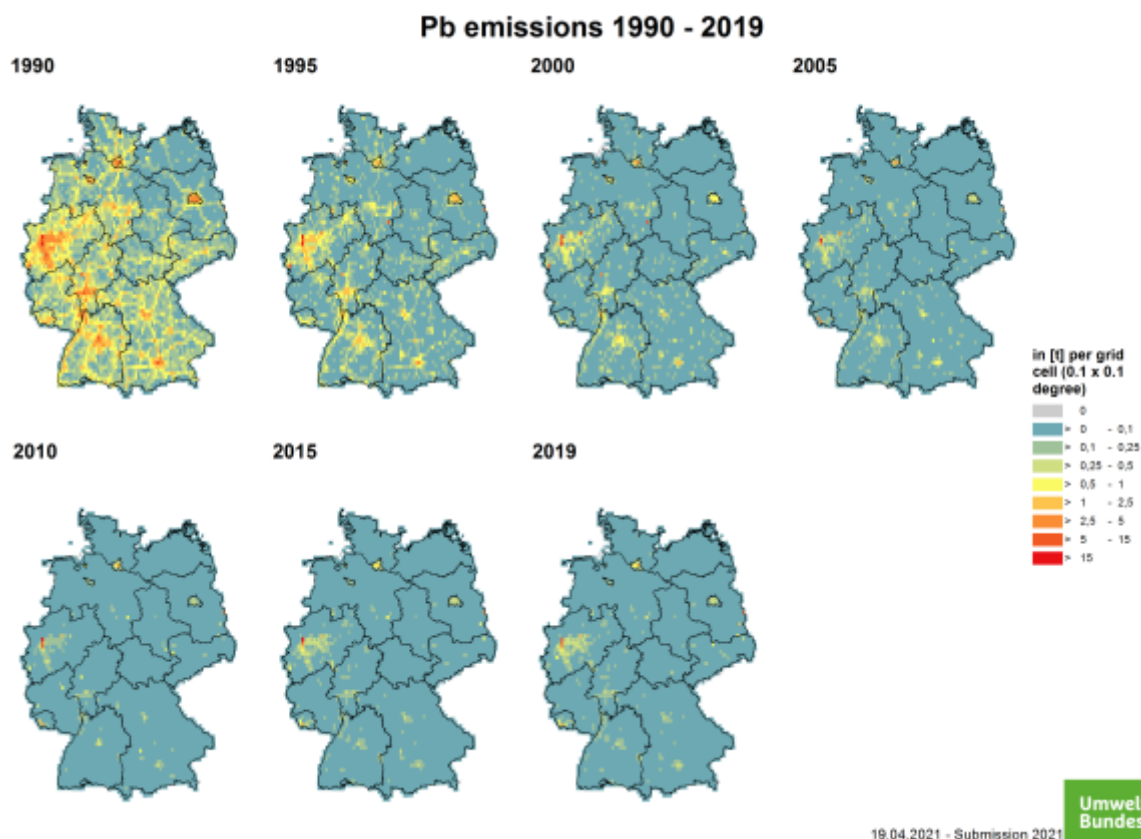 Pb emissions 1990 - 2019
1990
1995
2000
2005
in [t] per grid
cell (0.1 x 0.1
degree)
0
> 0 - 0,1
> 0,1 - 0,25
> 0,25 - 0,5
> 0,5 - 1
> 1 - 2,5
> 2,5 - 5
> 5 - 15
> 15
2010
2015
2019
Umwel
Bundes
19.04.2021 - Submission 2021